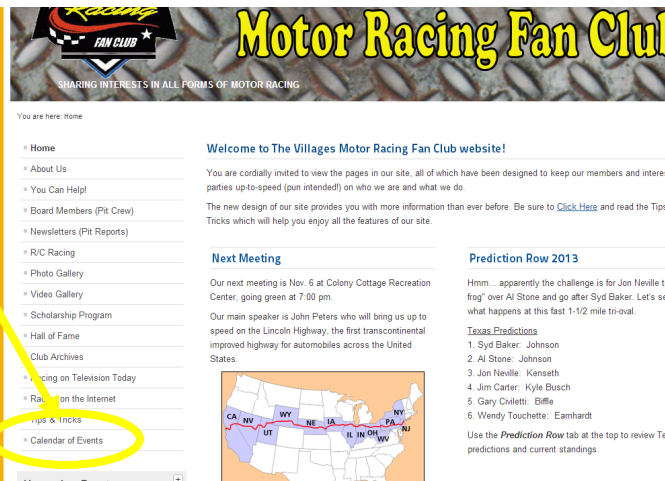 Racing
FAN CLUB
Motor Racing Fan Club
SHARING INTERESTS IN ALL FORMS OF MOTOR RACING
You are here: Home
Home
About Us
You Can Help!
Board Members (Pit Crew)
Newsletters (Pit Reports)
R/C Racing
Photo Gallery
Video Gallery
Scholarship Program
Hall of Fame
Club Archives
Racing on Television Today
Racing on the Internet
Tips & Tricks
Calendar of Events
Welcome to The Villages Motor Racing Fan Club website!
You are cordially invited to view the pages in our site, all of which have been designed to keep our members and interes
parties up-to-speed (pun intended!) on who we are and what we do.
The new design of our site provides you with more information than ever before. Be sure to Click Here and read the Tips
Tricks which will help you enjoy all the features of our site.
Next Meeting
Our next meeting is Nov. 6 at Colony Cottage Recreation
Center, going green at 7:00 pm.
Our main speaker is John Peters who will bring us up to
speed on the Lincoln Highway, the first transcontinental
improved highway for automobiles across the United
States.
CA NV UT WY NE IA IL IN OH WV PA NY NJ
Prediction Row 2013
Hmm... apparently the challenge is for Jon Neville t
frog" over Al Stone and go after Syd Baker. Let's se
what happens at this fast 1-1/2 mile tri-oval.
Texas Predictions
1. Syd Baker: Johnson
2. Al Stone: Johnson
3. Jon Neville: Kenseth
4. Jim Carter: Kyle Busch
5. Gary Civiletti: Biffle
6. Wendy Touchette: Earnhardt
Use the Prediction Row tab at the top to review Te
predictions and current standings.